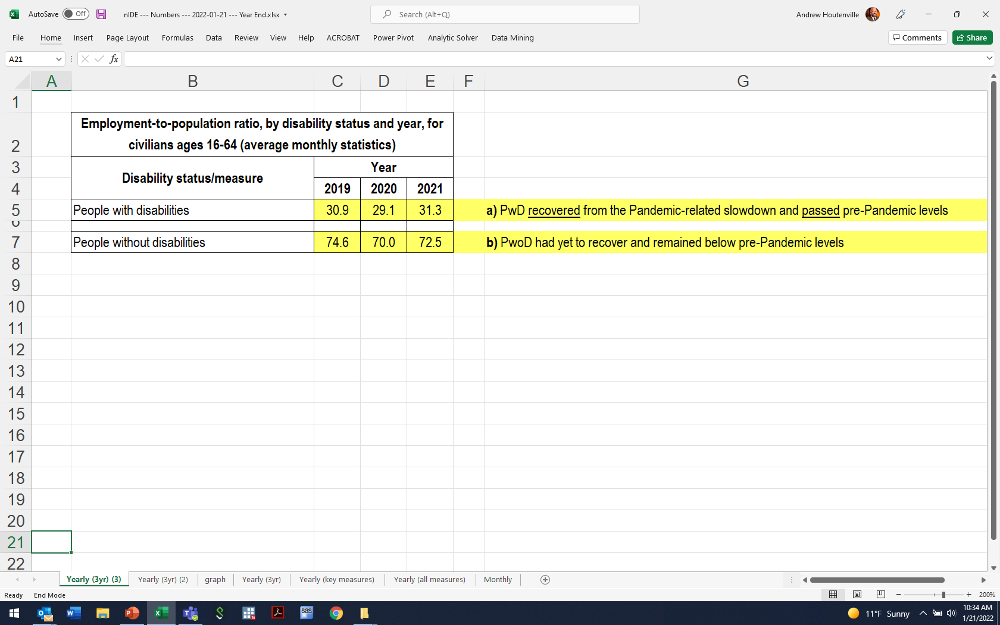 AutoSave Off nIDE --- Numbers --- 2022-01-21 --- Year End.xlsx Search (Alt+Q) Andrew Houtenville
File Home Insert Page Layout Formulas Data Review View Help ACROBAT Power Pivot Analytic Solver Data Mining Comments Share
A21 fx
A B C D E F G
1
Employment-to-population ratio, by disability status and year, for
2 civilians ages 16-64 (average monthly statistics)
3 Disability status/measure Year
4 2019 2020 2021
5 People with disabilities 30.9 29.1 31.3 a) PwD recovered from the Pandemic-related slowdown and passed pre-Pandemic levels
6
7 People without disabilities 74.6 70.0 72.5 b) PwoD had yet to recover and remained below pre-Pandemic levels
8
9
10
11
12
13
14
15
16
17
18
19
20
21
22
Yearly (3yr) (3) Yearly (3yr) (2) graph Yearly (3yr) Yearly (key measures) Yearly (all measures) Monthly
Ready End Mode 200%
11°F Sunny 10:34 AM
1/21/2022